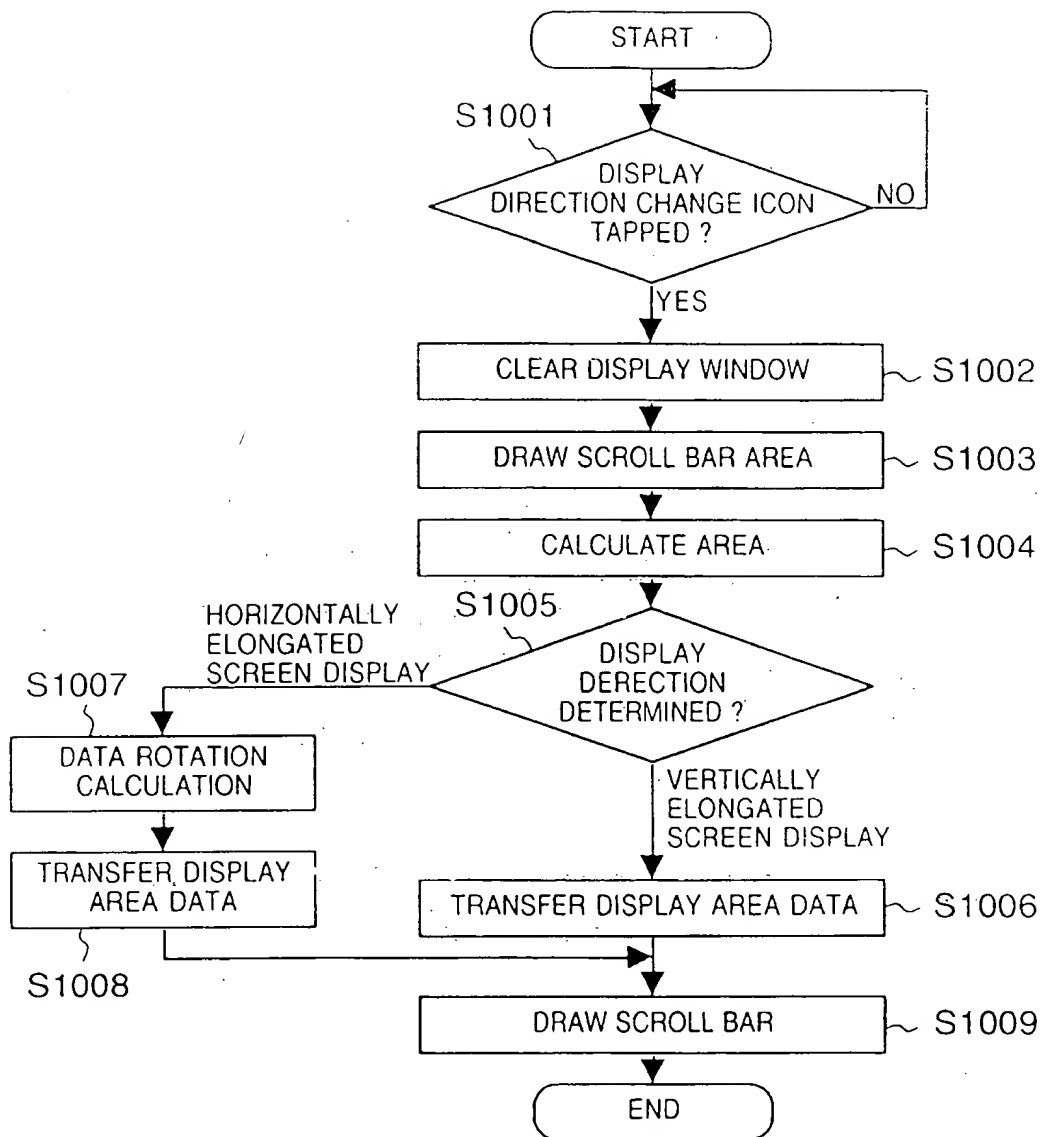 START
S1001
DISPLAY
DIRECTION CHANGE ICON
TAPPED ?
NO
YES
CLEAR DISPLAY WINDOW
S1002
DRAW SCROLL BAR AREA
S1003
CALCULATE AREA
S1004
S1005
HORIZONTALLY
ELONGATED
SCREEN DISPLAY
DISPLAY
DERECTION
DETERMINED ?
S1007
DATA ROTATION
CALCULATION
VERTICALLY
ELONGATED
SCREEN DISPLAY
TRANSFER DISPLAY
AREA DATA
S1008
TRANSFER DISPLAY AREA DATA
S1006
DRAW SCROLL BAR
S1009
END